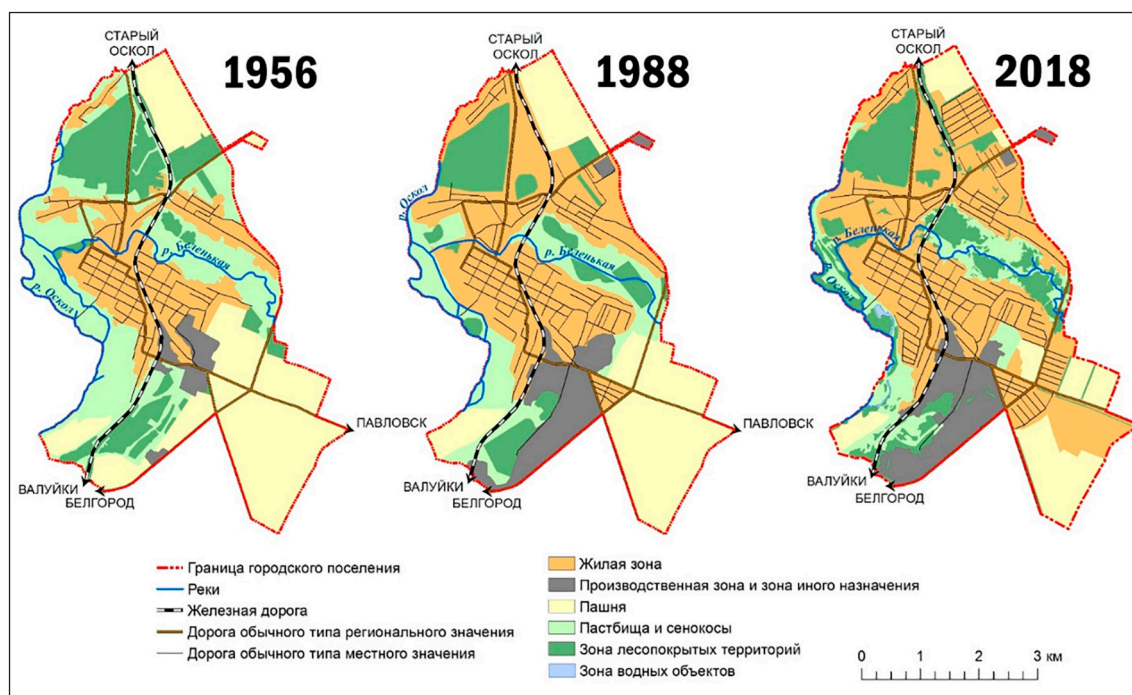 1956
СТАРЫЙ
ОСКОЛ
р. Беленькая
р. Оскол
ПАВЛОВСК
ВАЛУЙКИ
БЕЛГОРОД
1988
СТАРЫЙ
ОСКОЛ
р. Оскол
р. Беленькая
ПАВЛОВСК
ВАЛУЙКИ
БЕЛГОРОД
2018
СТАРЫЙ
ОСКОЛ
р. Беленькая
р. Оскол
ПАВЛОВСК
ВАЛУЙКИ
БЕЛГОРОД
Граница городского поселения
Реки
Железная дорога
Дорога обычного типа регионального значения
Дорога обычного типа местного значения
Жилая зона
Производственная зона и зона иного назначения
Пашня
Пастбища и сенокосы
Зона лесопокрытых территорий
Зона водных объектов
0 1 2 3 км